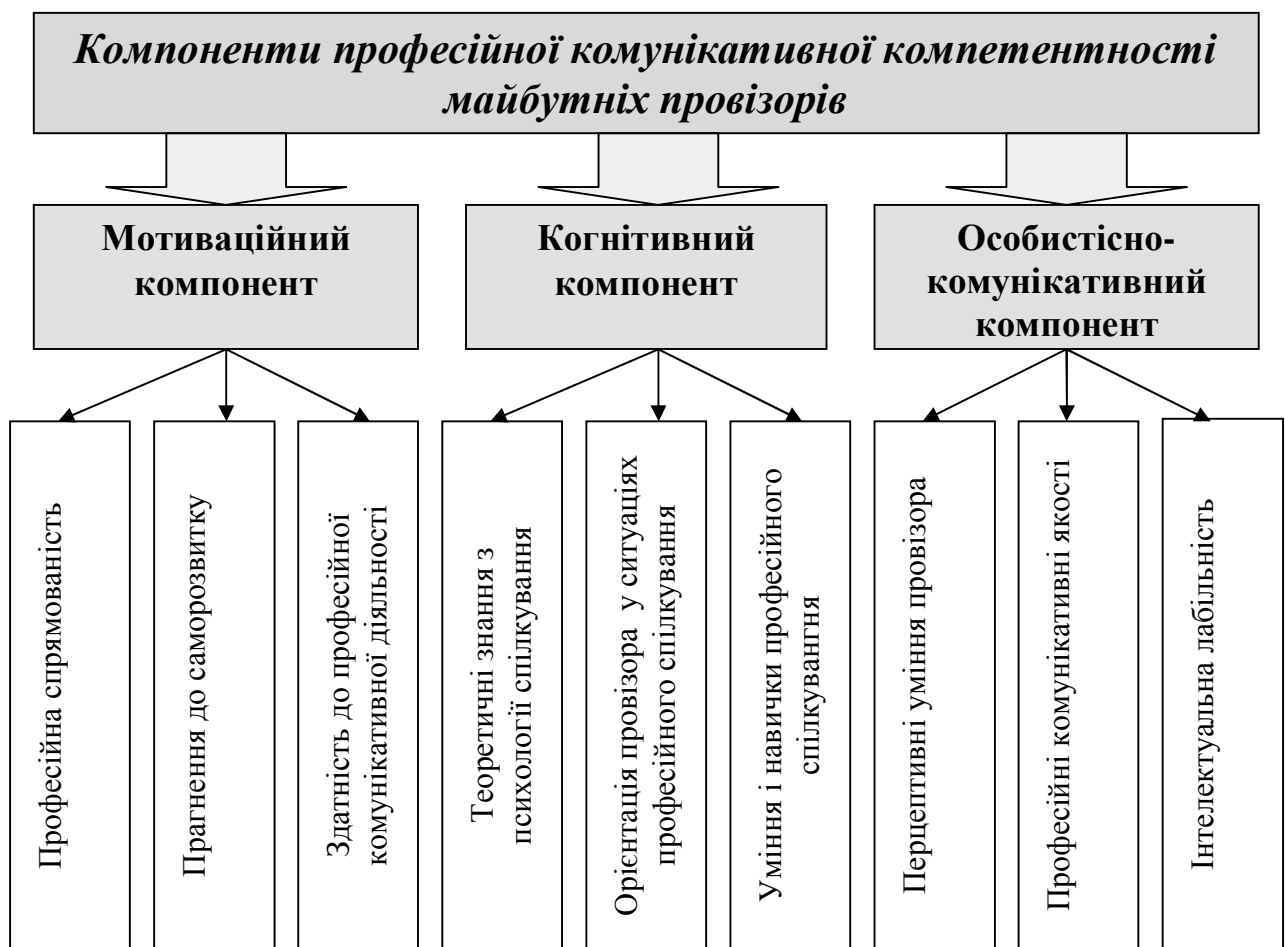 Компоненти професійної комунікативної компетентності
майбутніх провізорів
Мотиваційний
компонент
Когнітивний
компонент
Особистісно-
комунікативний
компонент
Професійна спрямованість
Прагнення до саморозвитку
Здатність до професійної
комунікативної діяльності
Теоретичні знання з
психології спілкування
Орієнтація провізора у ситуаціях
професійного спілкування
Уміння і навички професійного
спілкувангня
Перцептивні уміння провізора
Професійні комунікативні якості
Інтелектуальна лабільність